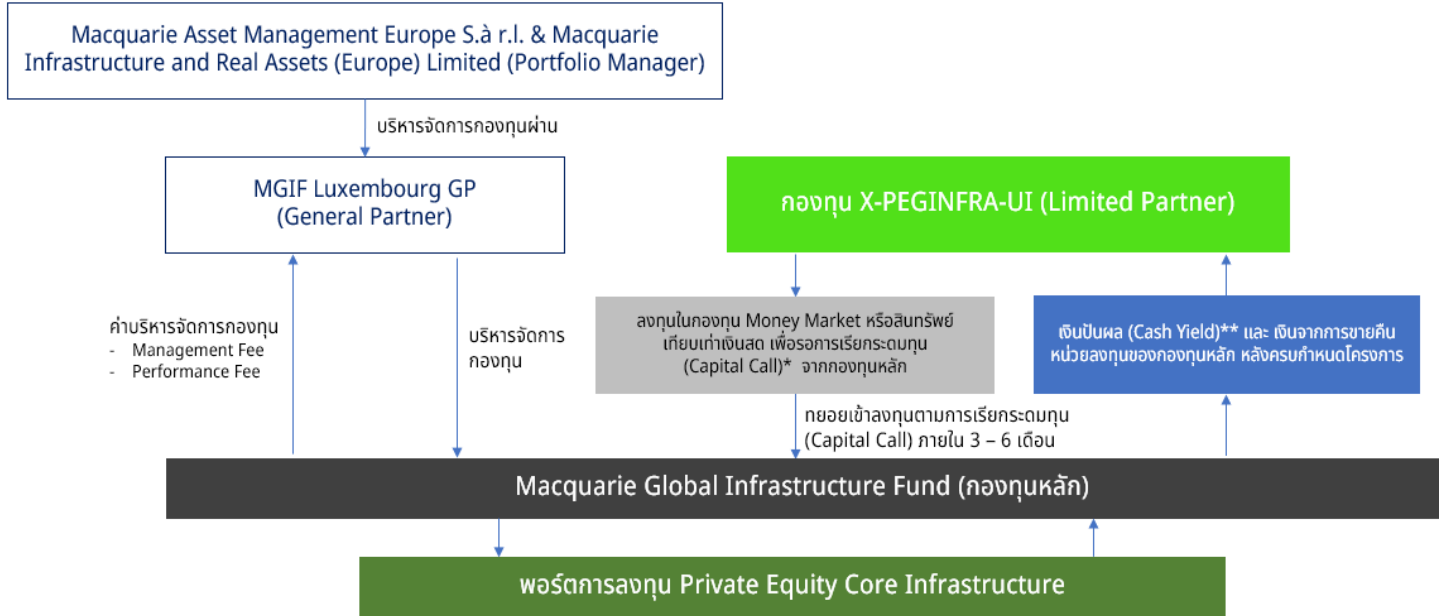 Macquarie Asset Management Europe S.à r.l. & Macquarie
Infrastructure and Real Assets (Europe) Limited (Portfolio Manager)
บริหารจัดการกองทุนผ่าน
MGIF Luxembourg GP
(General Partner)
กองทุน X-PEGINFRA-UI (Limited Partner)
ค่าบริหารจัดการกองทุน
- Management Fee
- Performance Fee
บริหารจัดการ
กองทุน
ลงทุนในกองทุน Money Market หรือสินทรัพย์
เทียบเท่าเงินสด เพื่อรอการเรียกระดมทุน
(Capital Call)* จากกองทุนหลัก
เงินปันผล (Cash Yield)** และ เงินจากการขายคืน
หน่วยลงทุนของกองทุนหลัก หลังครบกำหนดโครงการ
ทยอยเข้าลงทุนตามการเรียกระดมทุน
(Capital Call) ภายใน 3 – 6 เดือน
Macquarie Global Infrastructure Fund (กองทุนหลัก)
พอร์ตการลงทุน Private Equity Core Infrastructure